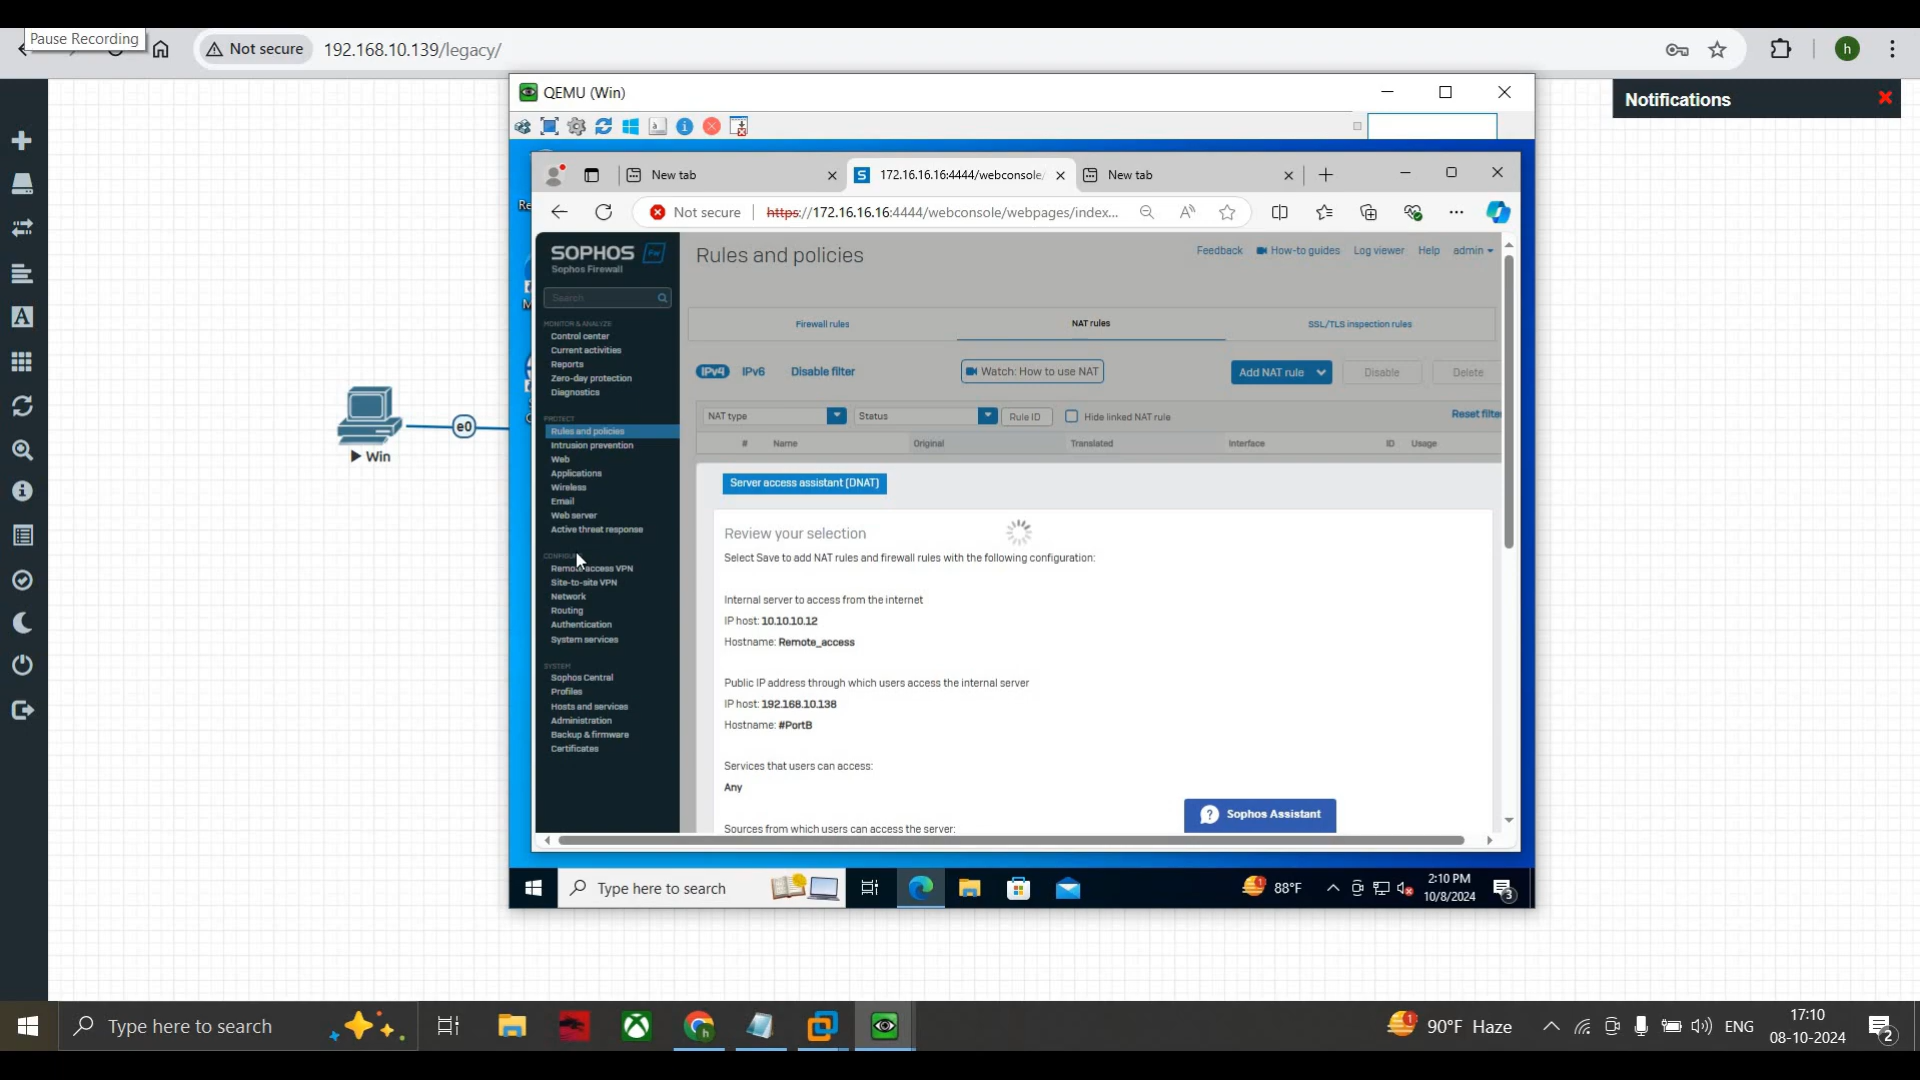 Pause Recording
Not secure
192.168.10.139/legacy/
h
QEMU (Win)
Notifications
New tab
172.16.16.16:4444/webconsole/
New tab
Not secure
https://172.16.16.16:4444/webconsole/webpages/index...
SOPHOS
Sophos Firewall
Search
MONITOR & ANALYZE
Control center
Current activities
Reports
Zero-day protection
Diagnostics
PROTECT
Rules and policies
Intrusion prevention
Web
Applications
Wireless
Email
Web server
Active threat response
Remote access VPN
Site-to-site VPN
Network
Routing
Authentication
System services
SYSTEM
Sophos Central
Profiles
Hosts and services
Administration
Backup & firmware
Certificates
Rules and policies
Feedback
How-to guides
Log viewer
Help
admin
Firewall rules
NAT rules
SSL/TLS inspection rules
IPv4
IPv6
Disable filter
Watch: How to use NAT
Add NAT rule
Disable
Delete
NAT type
Status
Rule ID
Hide linked NAT rule
Reset filte
#
Name
Original
Translated
Interface
ID
Usage
Server access assistant (DNAT)
Review your selection
Select Save to add NAT rules and firewall rules with the following configuration:
Internal server to access from the internet
IP host: 10.10.10.12
Hostname: Remote_access
Public IP address through which users access the internal server
IP host: 192.168.10.138
Hostname: #PortB
Services that users can access:
Any
Sources from which users can access the server:
Sophos Assistant
e0
Win
Type here to search
88°F
2:10 PM
10/8/2024
3
Type here to search
90°F Haze
ENG
17:10
08-10-2024
2